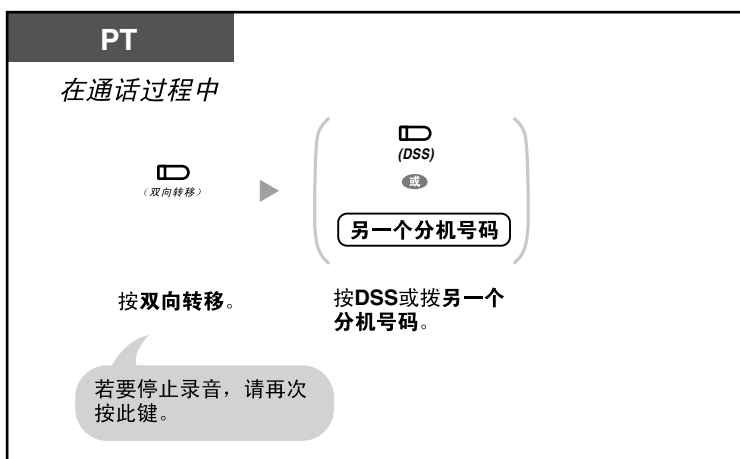 PT
在通话过程中
(双向转移)
(DSS)
或
另一个分机号码
按双向转移。
按DSS或拨另一个
分机号码。
若要停止录音，请再次
按此键。